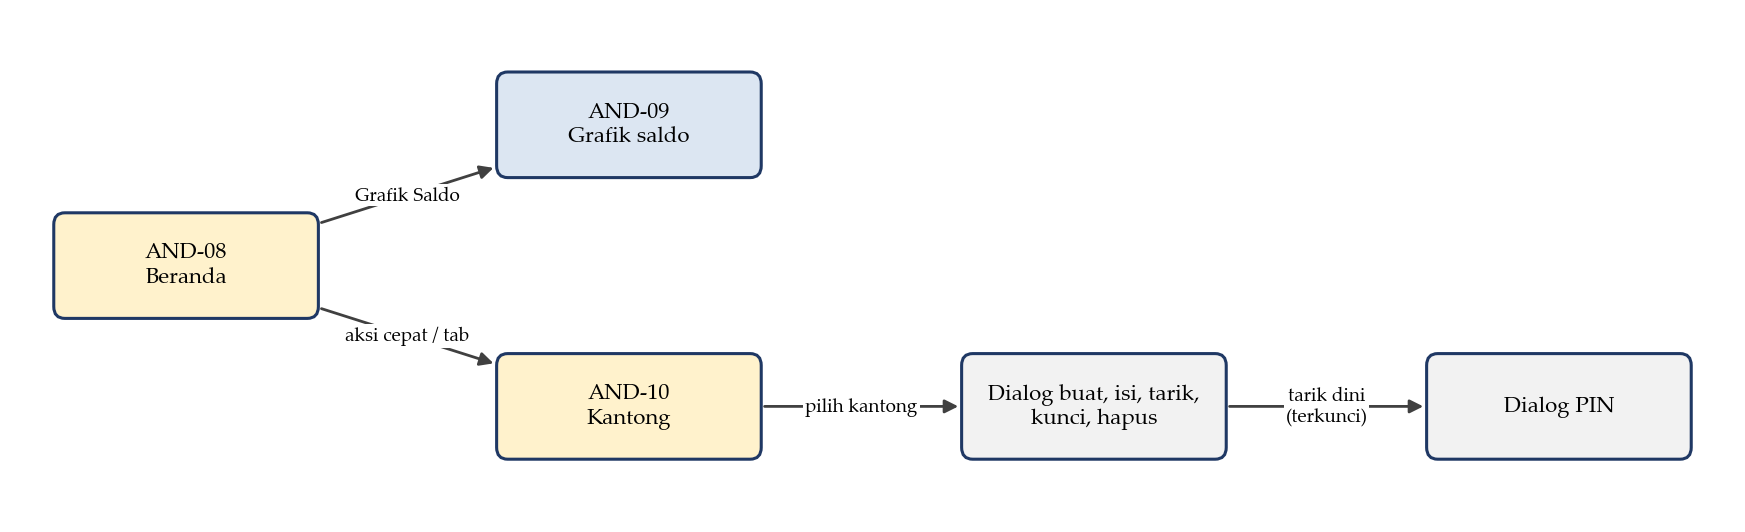 AND-09
Grafik saldo
Grafik Saldo
AND-08
Beranda
aksi cepat / tab
AND-10
Kantong
pilih kantong
Dialog buat, isi, tarik,
kunci, hapus
tarik dini
(terkunci)
Dialog PIN